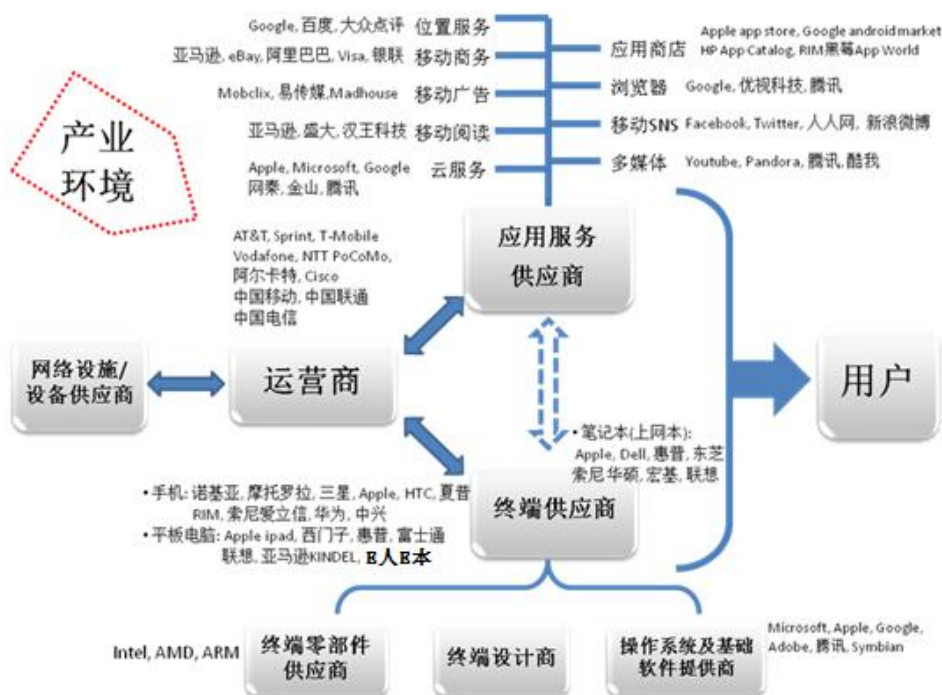 Google, 百度, 大众点评 位置服务
亚马逊, eBay, 阿里巴巴, Visa, 银联 移动商务
Mobclix, 易传媒,Madhouse 移动广告
亚马逊, 盛大, 汉王科技 移动阅读
Apple, Microsoft, Google
网秦, 金山, 腾讯
云服务
应用商店
Apple app store, Google android market
HP App Catalog, RIM黑莓App World
浏览器 Google, 优视科技, 腾讯
移动SNS Facebook, Twitter, 人人网, 新浪微博
多媒体 Youtube, Pandora, 腾讯, 酷我
产业
环境
应用服务
供应商
AT&T, Sprint, T-Mobile
Vodafone, NTT PoCoMo,
阿尔卡特, Cisco
中国移动, 中国联通
中国电信
网络设施/
设备供应商
运营商
用户
•笔记本(上网本):
Apple, Dell, 惠普, 东芝
索尼 华硕, 宏基, 联想
•手机: 诺基亚, 摩托罗拉, 三星, Apple, HTC, 夏普
RIM, 索尼爱立信, 华为, 中兴
•平板电脑: Apple ipad, 西门子, 惠普, 富士通
联想, 亚马逊KINDEL, E人E本
终端供应商
Intel, AMD, ARM
终端零部件
供应商
终端设计商
操作系统及基础
软件提供商
Microsoft, Apple, Google,
Adobe, 腾讯, Symbian